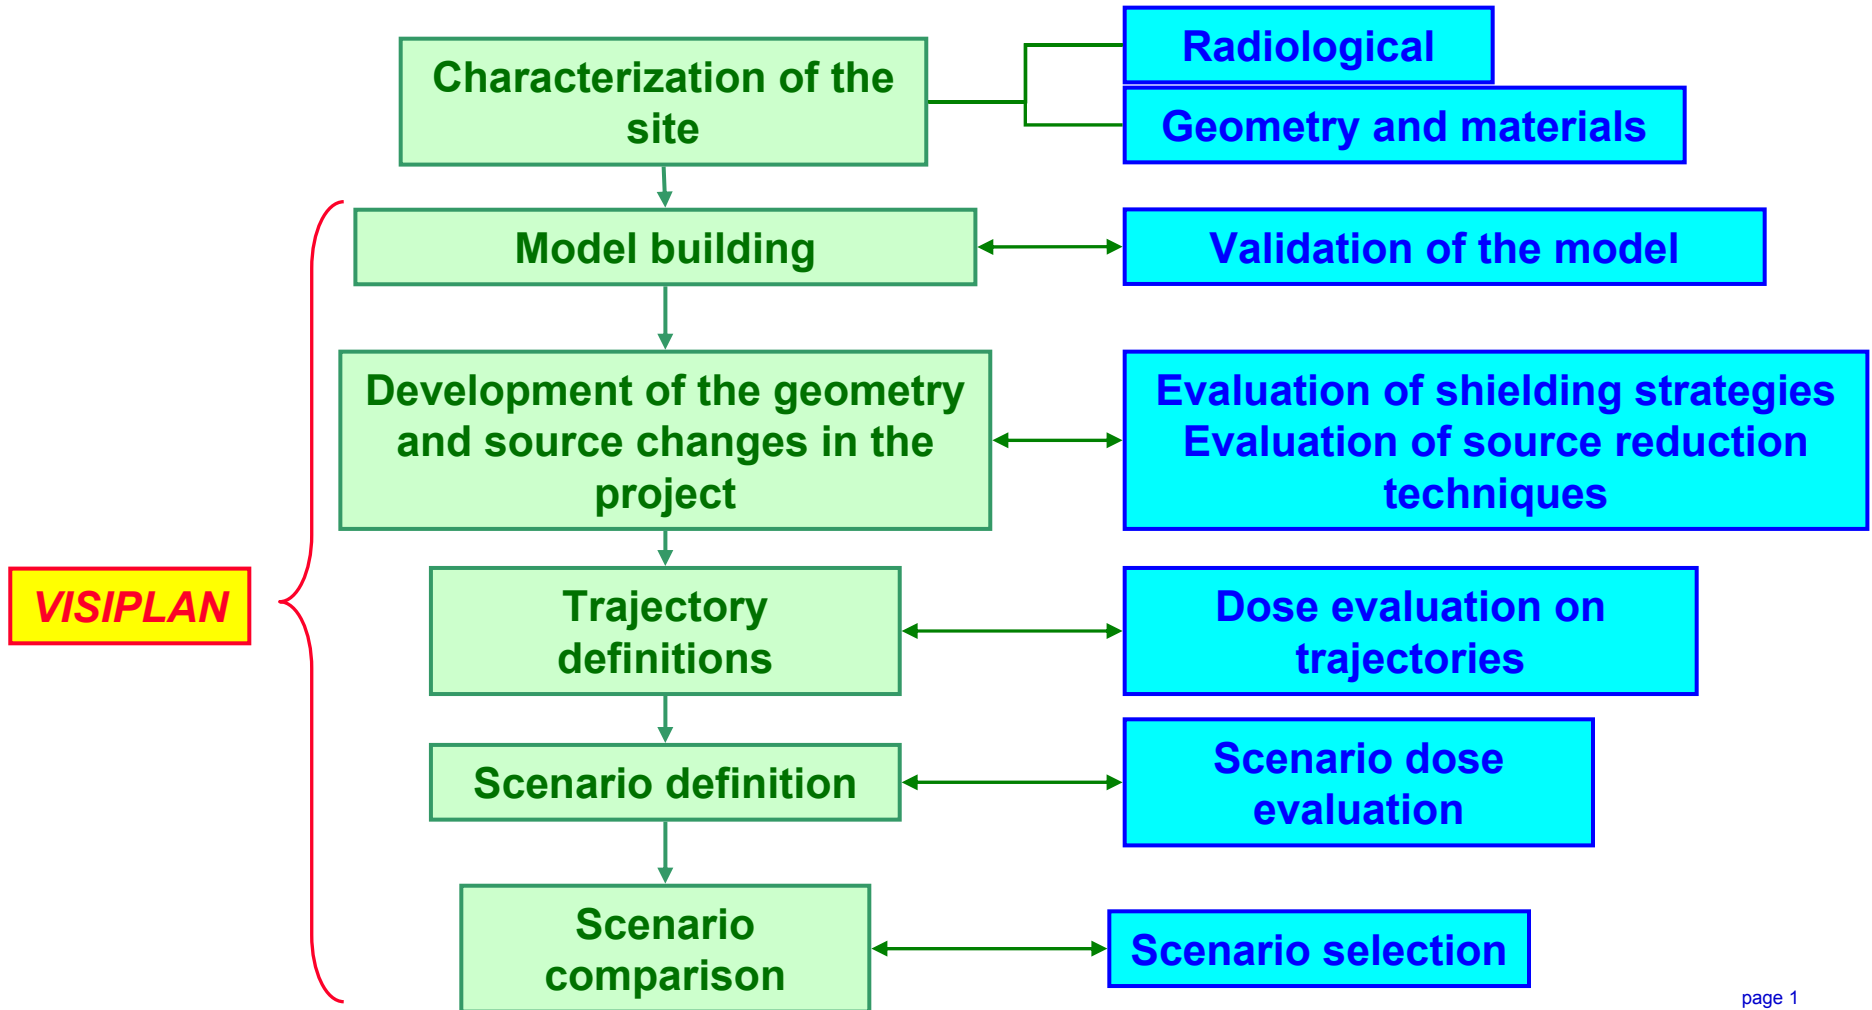 Characterization of the
site
Radiological
Geometry and materials
Model building
Validation of the model
Development of the geometry
and source changes in the
project
Evaluation of shielding strategies
Evaluation of source reduction
techniques
VISIPLAN
Trajectory
definitions
Dose evaluation on
trajectories
Scenario definition
Scenario dose
evaluation
Scenario
comparison
Scenario selection
page 1